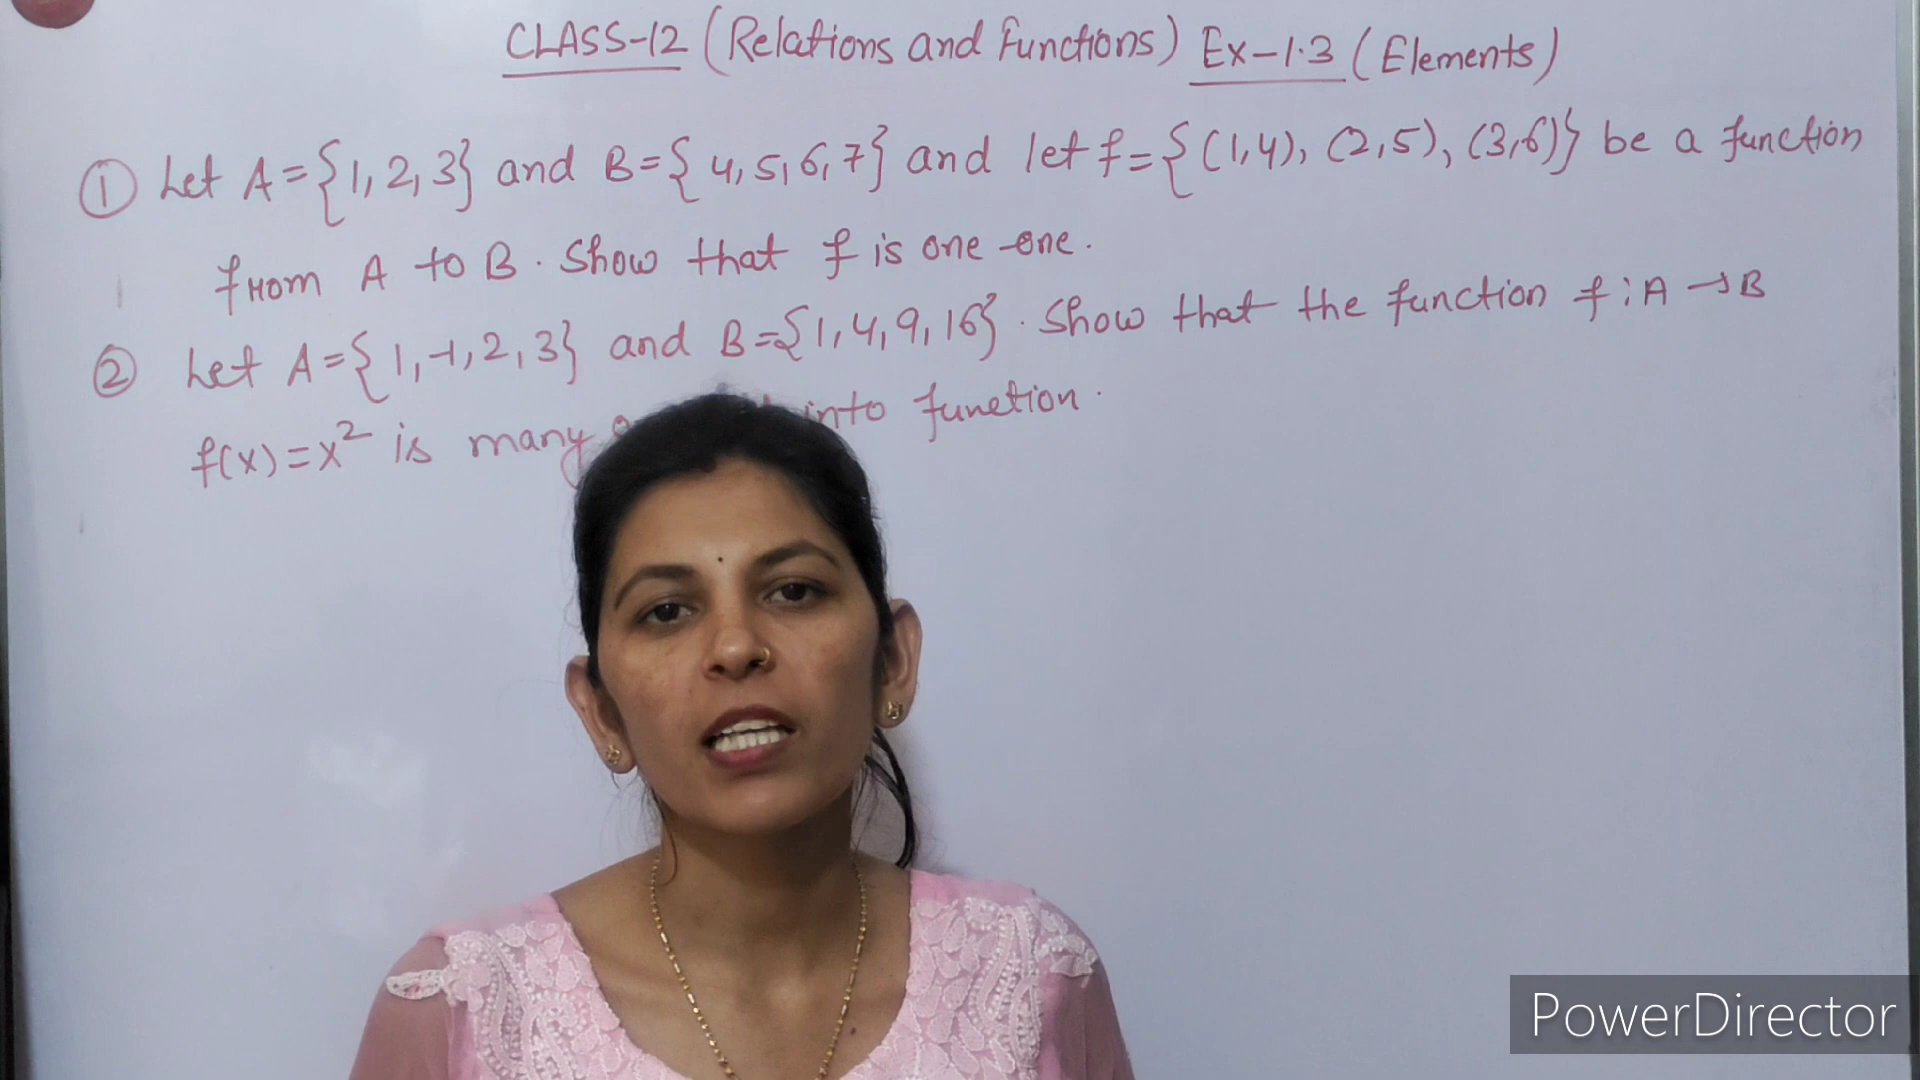 CLASS-12 (Relations and Functions) Ex-1.3 (Elements)
① Let A={1,2,3} and B={4,5,6,7} and let f={(1,4), (2,5), (3,6)} be a function
from A to B. Show that f is one-one.
② Let A={1,-1,2,3} and B={1,4,9,16}. Show that the function f:A→B
f(x)=x² is many into function.
PowerDirector